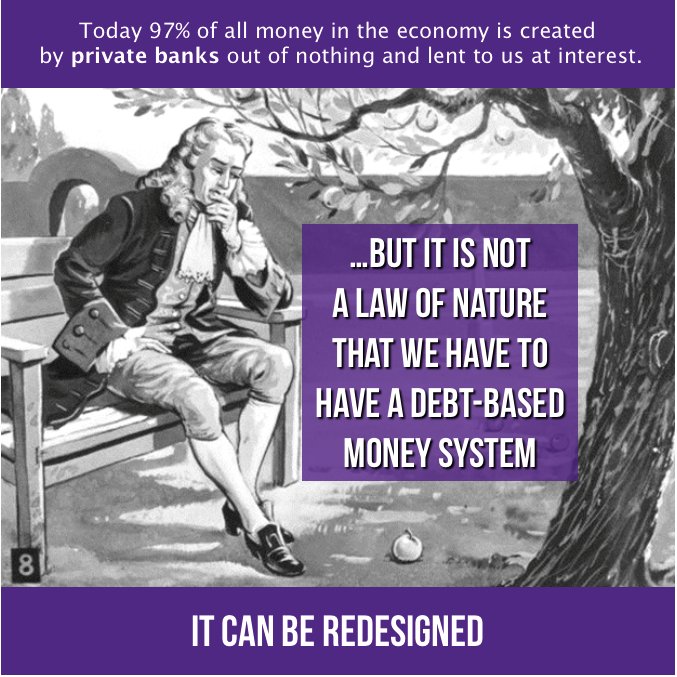 Today 97% of all money in the economy is created
by private banks out of nothing and lent to us at interest.
...BUT IT IS NOT
A LAW OF NATURE
THAT WE HAVE TO
HAVE A DEBT-BASED
MONEY SYSTEM
8
IT CAN BE REDESIGNED